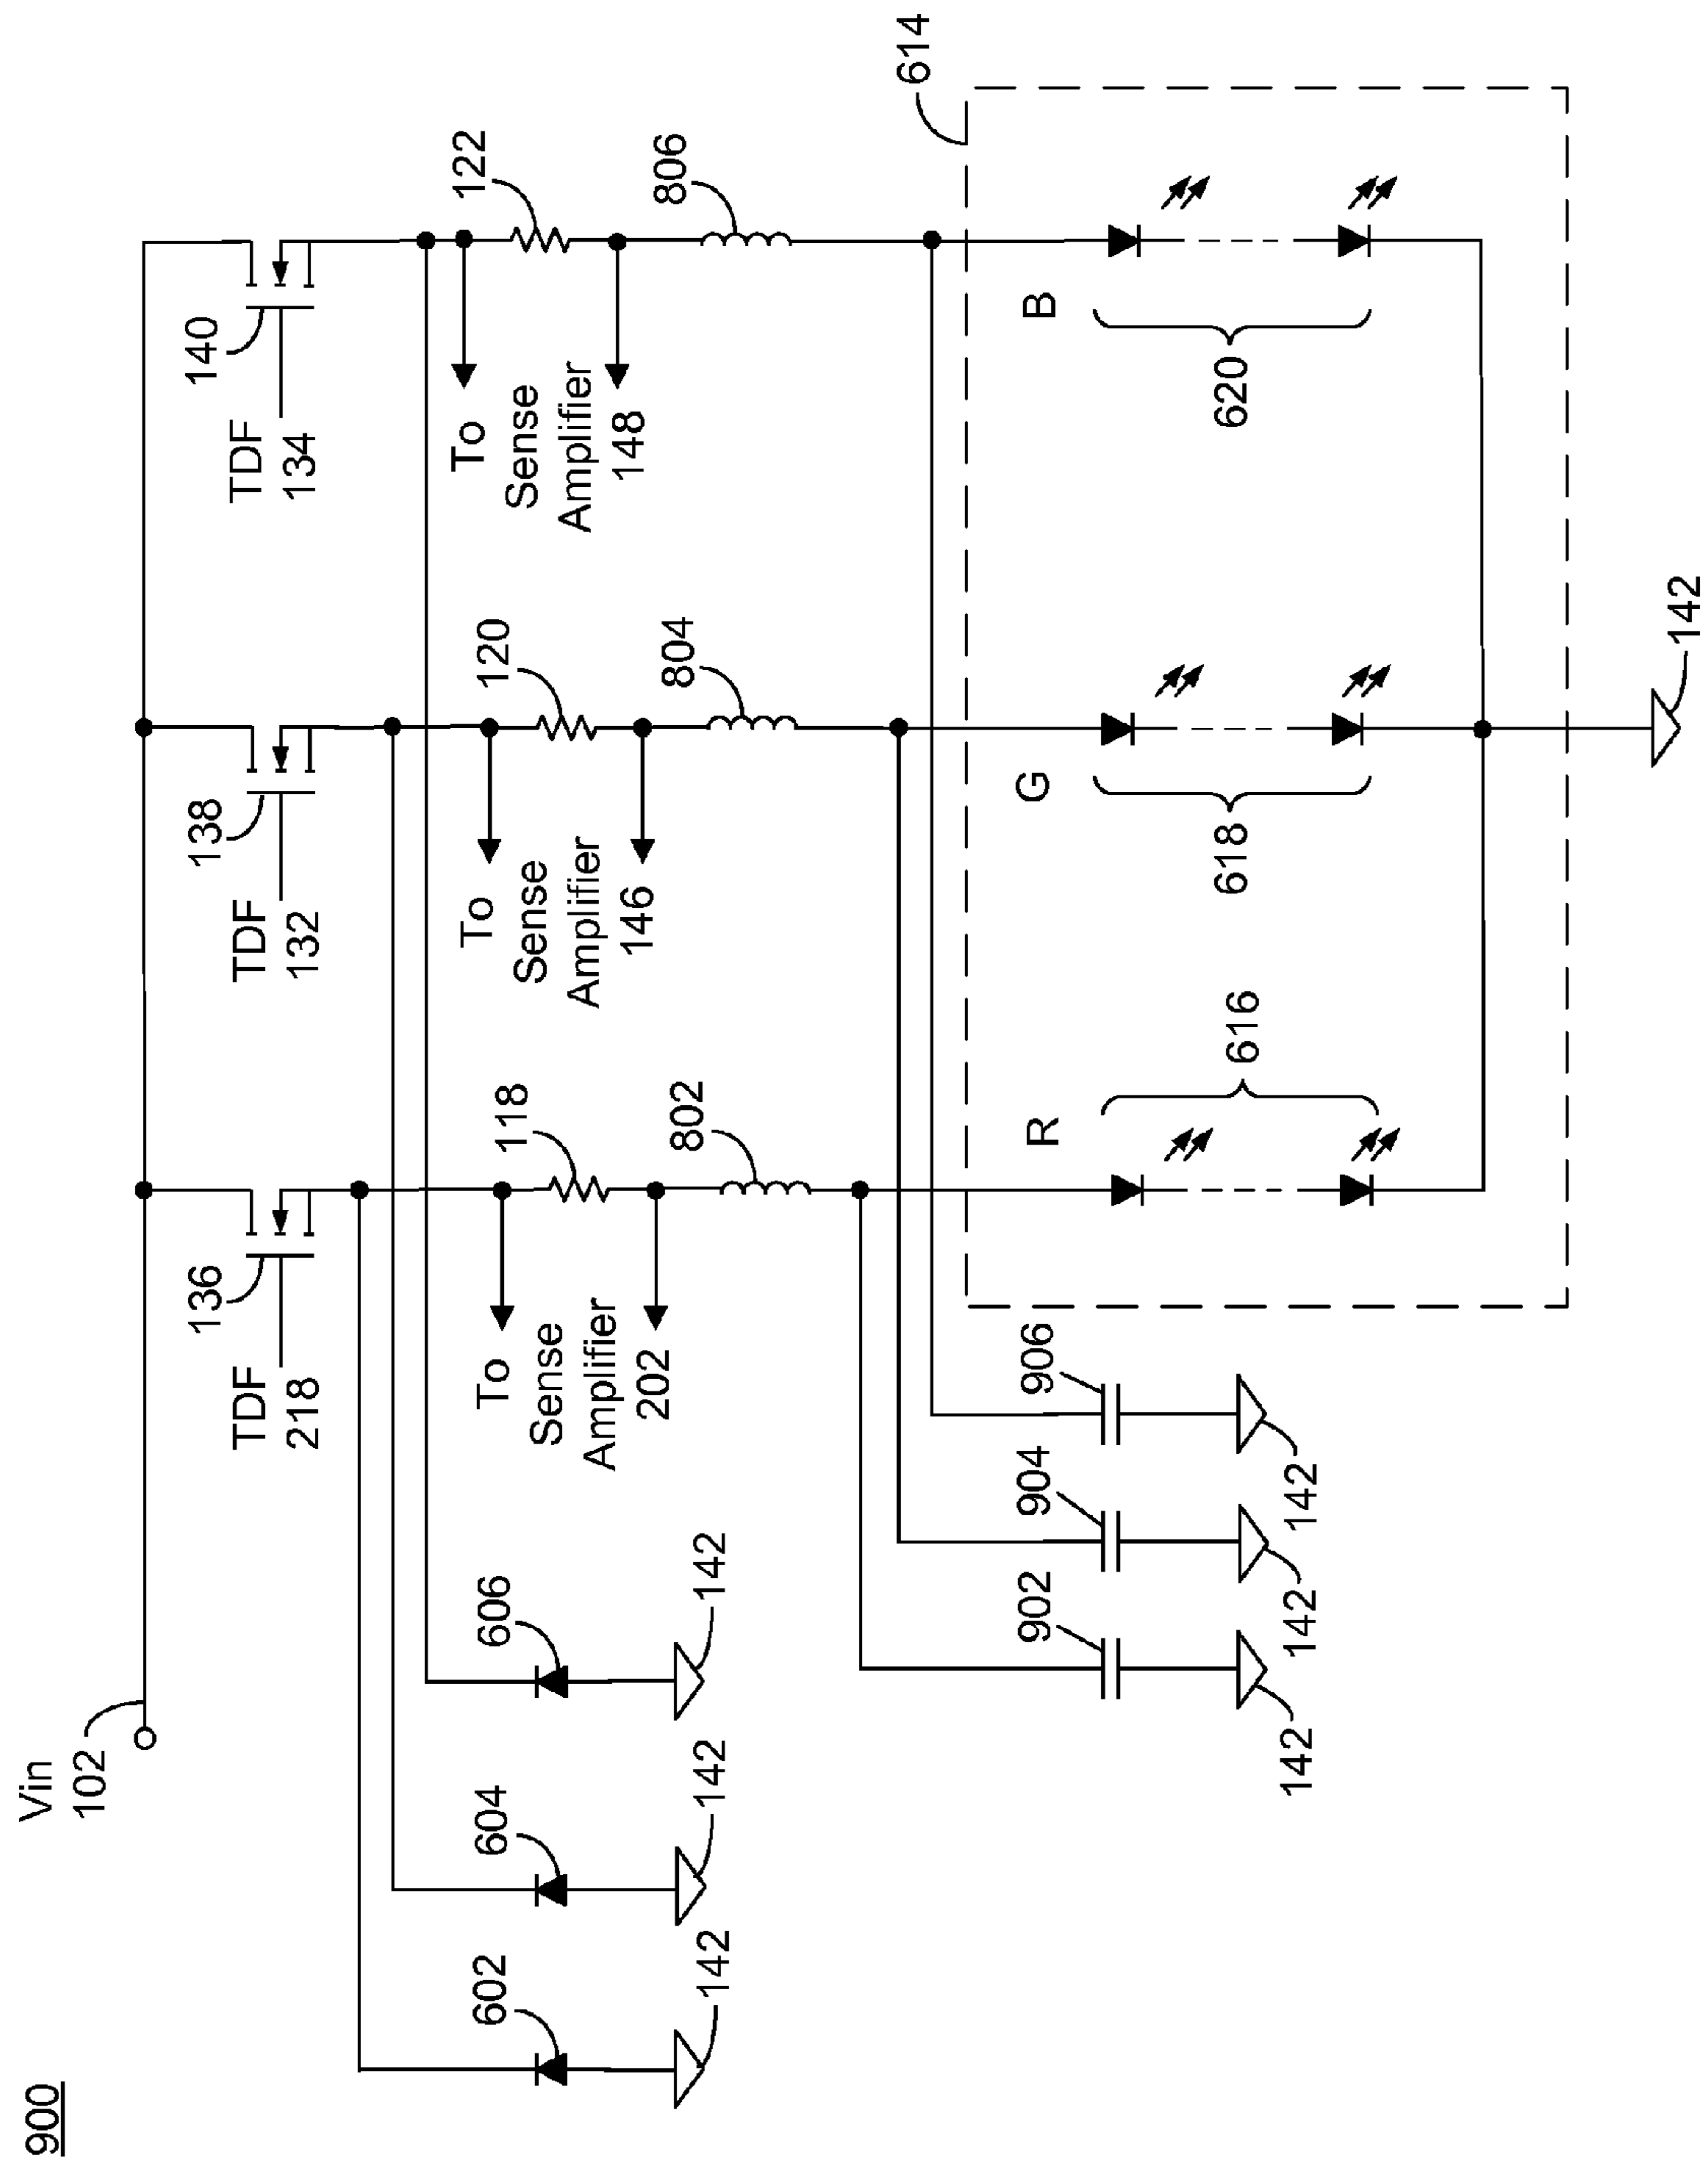 900
Vin
102
TDF
218
136
TDF
132
138
TDF
134
140
602
142
604
142
606
142
To
Sense
Amplifier
202
118
802
To
Sense
Amplifier
146
120
804
To
Sense
Amplifier
148
122
806
614
902
142
904
142
906
142
R
616
G
618
B
620
142